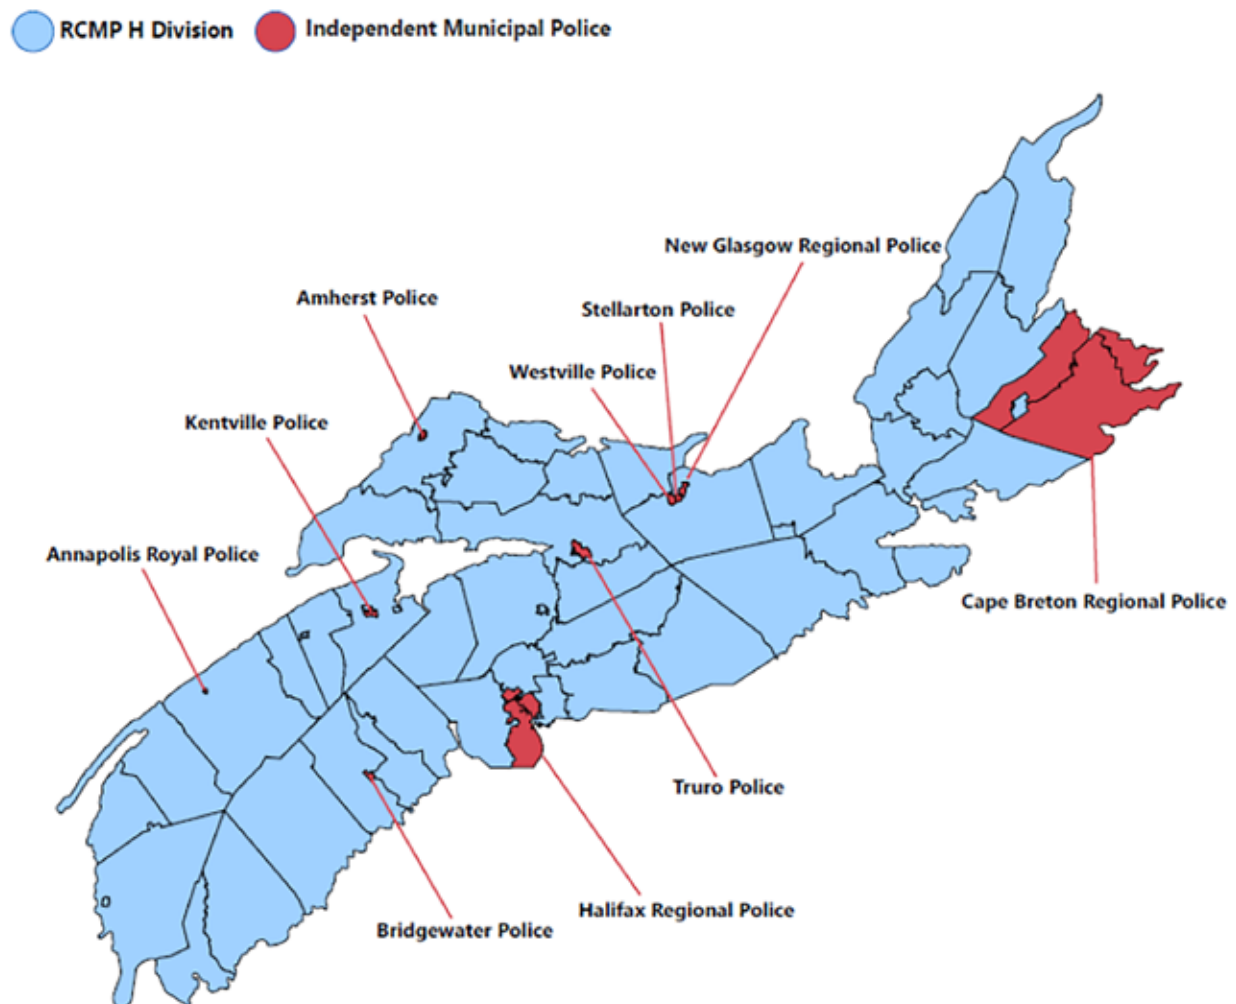 RCMP H Division
Independent Municipal Police
New Glasgow Regional Police
Amherst Police
Stellarton Police
Westville Police
Kentville Police
Annapolis Royal Police
Cape Breton Regional Police
Truro Police
Halifax Regional Police
Bridgewater Police